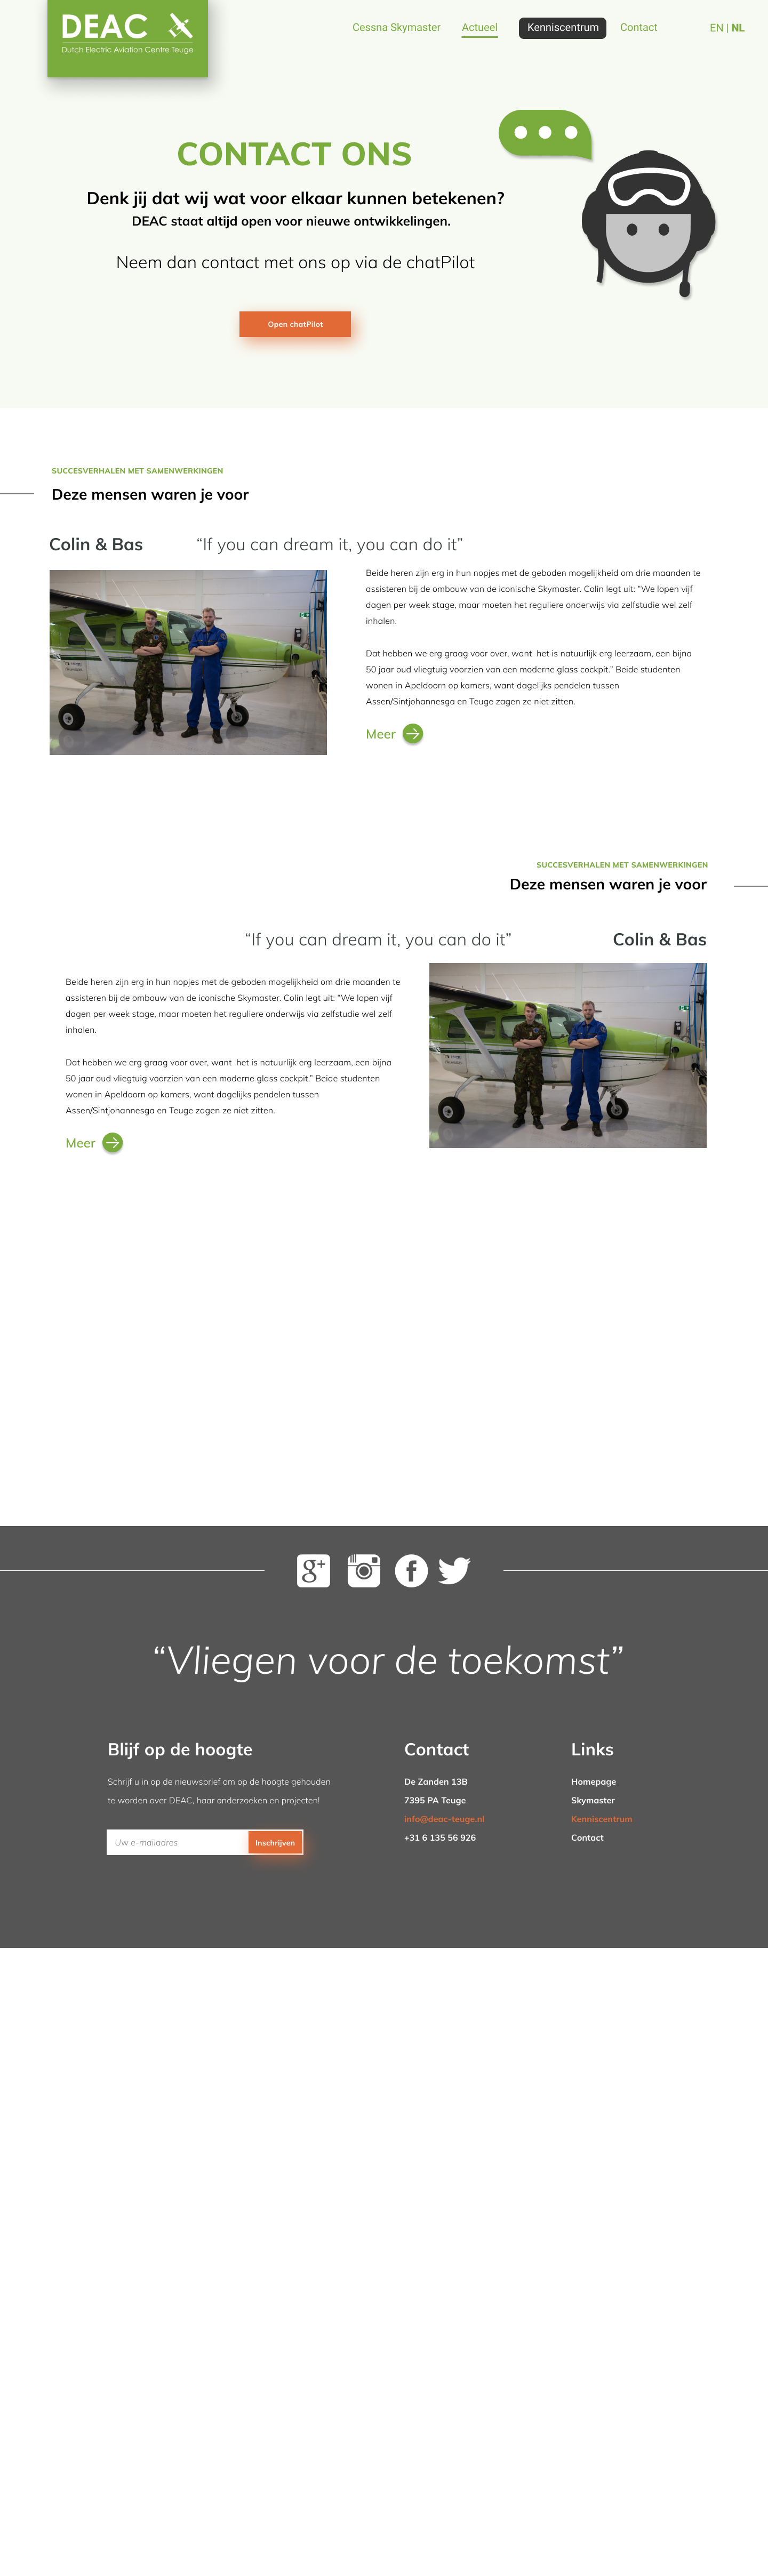 DEAC
Dutch Electric Aviation Centre Teuge
Cessna Skymaster
Actueel
Kenniscentrum
Contact
EN | NL
CONTACT ONS
Denk jij dat wij wat voor elkaar kunnen betekenen?
DEAC staat altijd open voor nieuwe ontwikkelingen.
Neem dan contact met ons op via de chatPilot
Open chatPilot
SUCCESVERHALEN MET SAMENWERKINGEN
Deze mensen waren je voor
Colin & Bas
“If you can dream it, you can do it”
Beide heren zijn erg in hun nopjes met de geboden mogelijkheid om drie maanden te
assisteren bij de ombouw van de iconische Skymaster. Colin legt uit: “We lopen vijf
dagen per week stage, maar moeten het reguliere onderwijs via zelfstudie wel zelf
inhalen.
Dat hebben we erg graag voor over, want  het is natuurlijk erg leerzaam, een bijna
50 jaar oud vliegtuig voorzien van een moderne glass cockpit.” Beide studenten
wonen in Apeldoorn op kamers, want dagelijks pendelen tussen
Assen/Sintjohannesga en Teuge zagen ze niet zitten.
Meer
SUCCESVERHALEN MET SAMENWERKINGEN
Deze mensen waren je voor
“If you can dream it, you can do it”
Colin & Bas
Beide heren zijn erg in hun nopjes met de geboden mogelijkheid om drie maanden te
assisteren bij de ombouw van de iconische Skymaster. Colin legt uit: “We lopen vijf
dagen per week stage, maar moeten het reguliere onderwijs via zelfstudie wel zelf
inhalen.
Dat hebben we erg graag voor over, want  het is natuurlijk erg leerzaam, een bijna
50 jaar oud vliegtuig voorzien van een moderne glass cockpit.” Beide studenten
wonen in Apeldoorn op kamers, want dagelijks pendelen tussen
Assen/Sintjohannesga en Teuge zagen ze niet zitten.
Meer
“Vliegen voor de toekomst”
Blijf op de hoogte
Schrijf u in op de nieuwsbrief om op de hoogte gehouden
te worden over DEAC, haar onderzoeken en projecten!
Uw e-mailadres
Inschrijven
Contact
De Zanden 13B
7395 PA Teuge
info@deac-teuge.nl
+31 6 135 56 926
Links
Homepage
Skymaster
Kenniscentrum
Contact